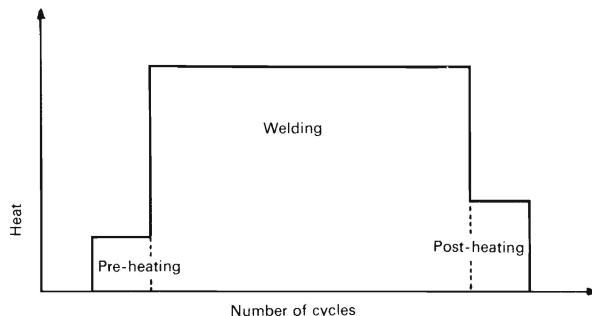 Welding
Heat
Pre-heating
Post-heating
Number of cycles